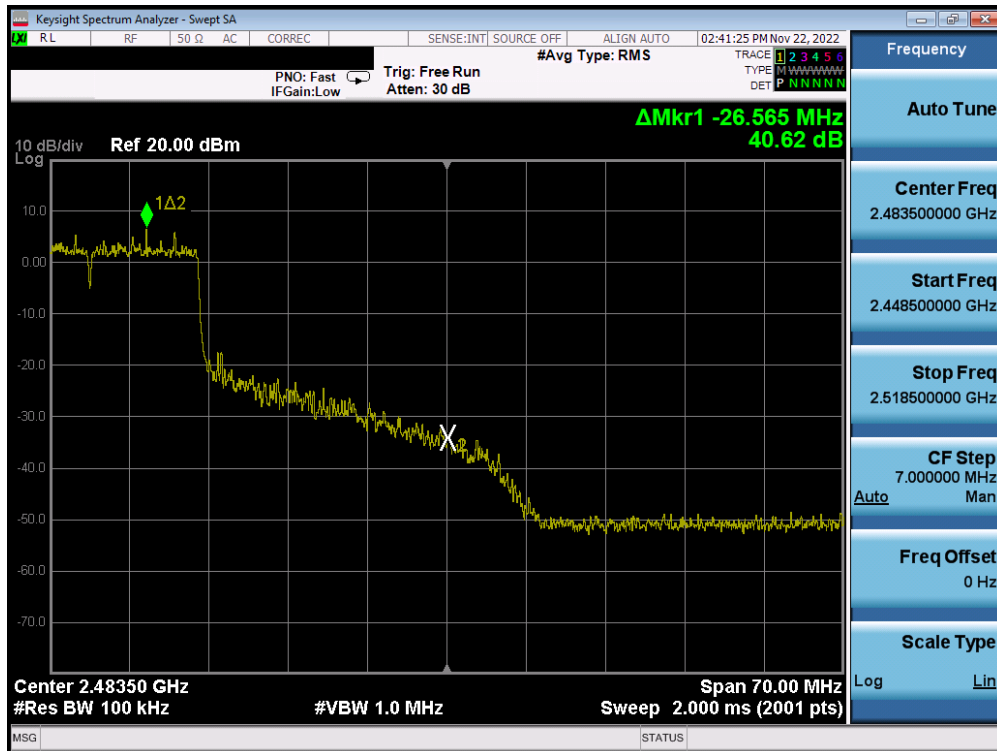 Keysight Spectrum Analyzer - Swept SA
LXI RL RF 50 Ω AC CORREC SENSE:INT SOURCE OFF ALIGN AUTO 02:41:25 PM Nov 22, 2022
#Avg Type: RMS
TRACE 1 2 3 4 5 6
PNO: Fast Trig: Free Run
TYPE M W W W W W
IFGain:Low Atten: 30 dB
DET P N N N N N
ΔMkr1 -26.565 MHz
40.62 dB
10 dB/div Ref 20.00 dBm
Log
1Δ2
10.0
0.00
-10.0
-20.0
-30.0
X2
-40.0
-50.0
-60.0
-70.0
Center 2.48350 GHz Span 70.00 MHz
#Res BW 100 kHz #VBW 1.0 MHz Sweep 2.000 ms (2001 pts)
MSG STATUS
Frequency
Auto Tune
Center Freq
2.483500000 GHz
Start Freq
2.448500000 GHz
Stop Freq
2.518500000 GHz
CF Step
7.000000 MHz
Auto Man
Freq Offset
0 Hz
Scale Type
Log Lin